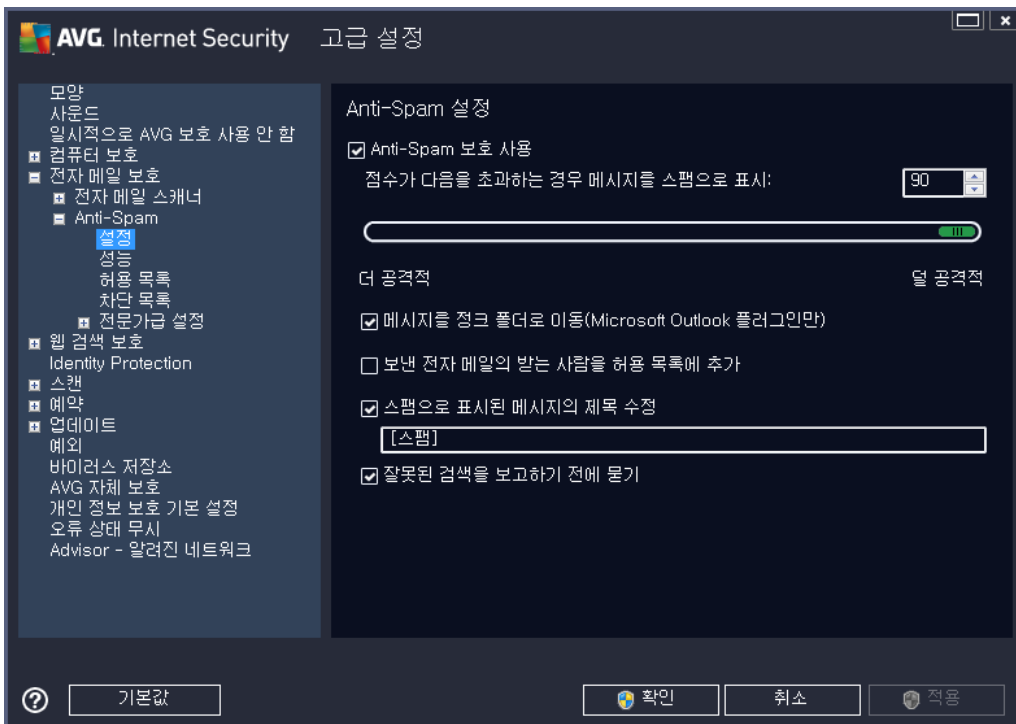 AVG. Internet Security 고급 설정
모양
사운드
일시적으로 AVG 보호 사용 안 함
컴퓨터 보호
전자 메일 보호
전자 메일 스캐너
Anti-Spam
설정
성능
허용 목록
차단 목록
전문가급 설정
웹 검색 보호
Identity Protection
스캔
예약
업데이트
예외
바이러스 저장소
AVG 자체 보호
개인 정보 보호 기본 설정
오류 상태 무시
Advisor - 알려진 네트워크
Anti-Spam 설정
Anti-Spam 보호 사용
점수가 다음을 초과하는 경우 메시지를 스팸으로 표시: 90
더 공격적 덜 공격적
메시지를 정크 폴더로 이동(Microsoft Outlook 플러그인만)
보낸 전자 메일의 받는 사람을 허용 목록에 추가
스팸으로 표시된 메시지의 제목 수정
[스팸]
잘못된 검색을 보고하기 전에 묻기
기본값 확인 취소 적용